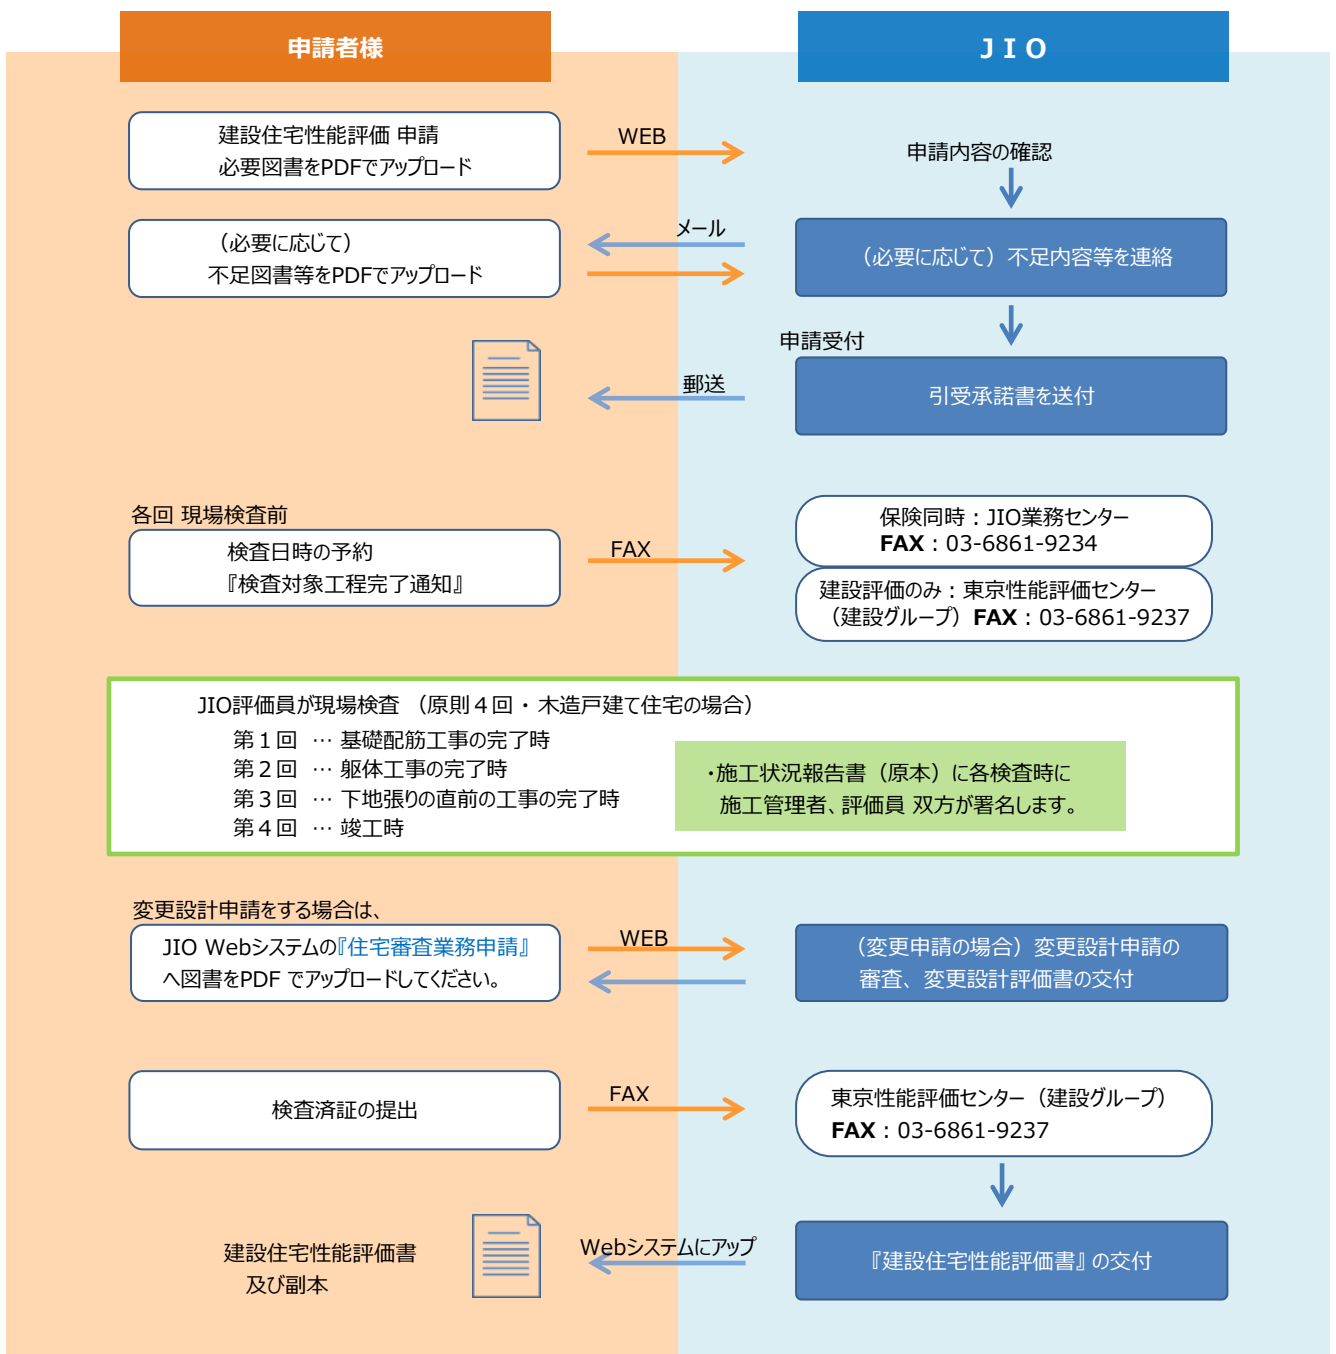 申請者様
ＪＩＯ
建設住宅性能評価 申請
必要図書をPDFでアップロード
WEB
申請内容の確認
（必要に応じて）
不足図書等をPDFでアップロード
メール
（必要に応じて）不足内容等を連絡
申請受付
郵送
引受承諾書を送付
各回 現場検査前
検査日時の予約
『検査対象工程完了通知』
FAX
保険同時：JIO業務センター
FAX：03-6861-9234
建設評価のみ：東京性能評価センター
（建設グループ）FAX：03-6861-9237
JIO評価員が現場検査 （原則４回・木造戸建て住宅の場合）
第１回 … 基礎配筋工事の完了時
第２回 … 躯体工事の完了時
第３回 … 下地張りの直前の工事の完了時
第４回 … 竣工時
・施工状況報告書（原本）に各検査時に
施工管理者、評価員 双方が署名します。
変更設計申請をする場合は、
JIO Webシステムの『住宅審査業務申請』
へ図書をPDF でアップロードしてください。
WEB
（変更申請の場合）変更設計申請の
審査、変更設計評価書の交付
検査済証の提出
FAX
東京性能評価センター（建設グループ）
FAX：03-6861-9237
建設住宅性能評価書
及び副本
Webシステムにアップ
『建設住宅性能評価書』の交付